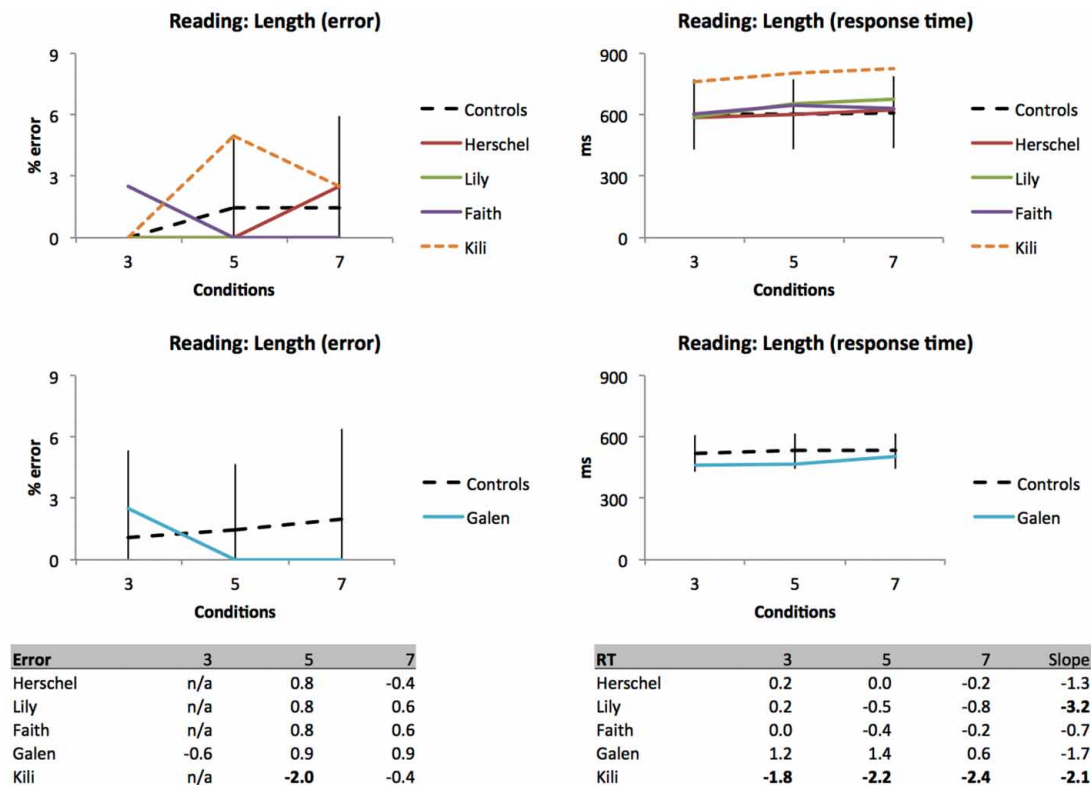 Reading: Length (error)
9
6
3
0
% error
3 5 7
Conditions
Controls
Herschel
Lily
Faith
Kili
Reading: Length (response time)
900
600
300
0
ms
3 5 7
Conditions
Controls
Herschel
Lily
Faith
Kili
Reading: Length (error)
9
6
3
0
% error
3 5 7
Conditions
Controls
Galen
Reading: Length (response time)
900
600
300
0
ms
3 5 7
Conditions
Controls
Galen
Error 3 5 7
Herschel n/a 0.8 -0.4
Lily n/a 0.8 0.6
Faith n/a 0.8 0.6
Galen -0.6 0.9 0.9
Kili n/a -2.0 -0.4
RT 3 5 7 Slope
Herschel 0.2 0.0 -0.2 -1.3
Lily 0.2 -0.5 -0.8 -3.2
Faith 0.0 -0.4 -0.2 -0.7
Galen 1.2 1.4 0.6 -1.7
Kili -1.8 -2.2 -2.4 -2.1